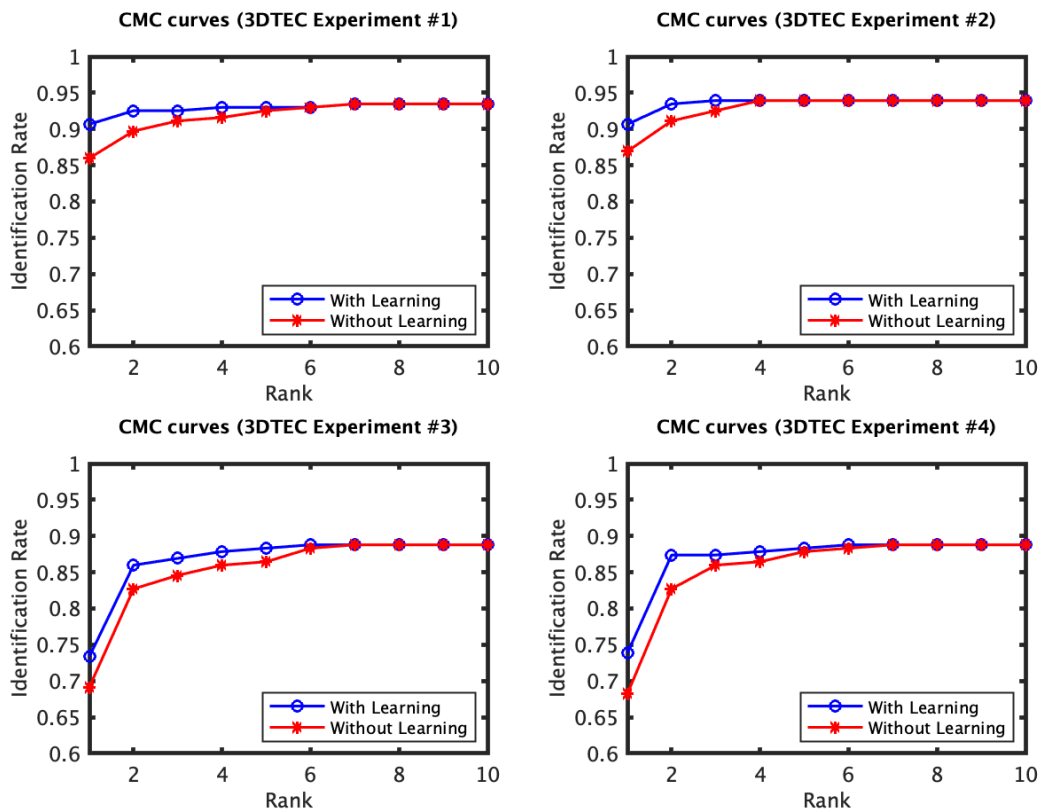 CMC curves (3DTEC Experiment #1)
1
0.95
0.9
0.85
0.8
0.75
0.7
0.65
0.6
Identification Rate
With Learning
Without Learning
2 4 6 8 10
Rank
CMC curves (3DTEC Experiment #2)
1
0.95
0.9
0.85
0.8
0.75
0.7
0.65
0.6
Identification Rate
With Learning
Without Learning
2 4 6 8 10
Rank
CMC curves (3DTEC Experiment #3)
1
0.95
0.9
0.85
0.8
0.75
0.7
0.65
0.6
Identification Rate
With Learning
Without Learning
2 4 6 8 10
Rank
CMC curves (3DTEC Experiment #4)
1
0.95
0.9
0.85
0.8
0.75
0.7
0.65
0.6
Identification Rate
With Learning
Without Learning
2 4 6 8 10
Rank